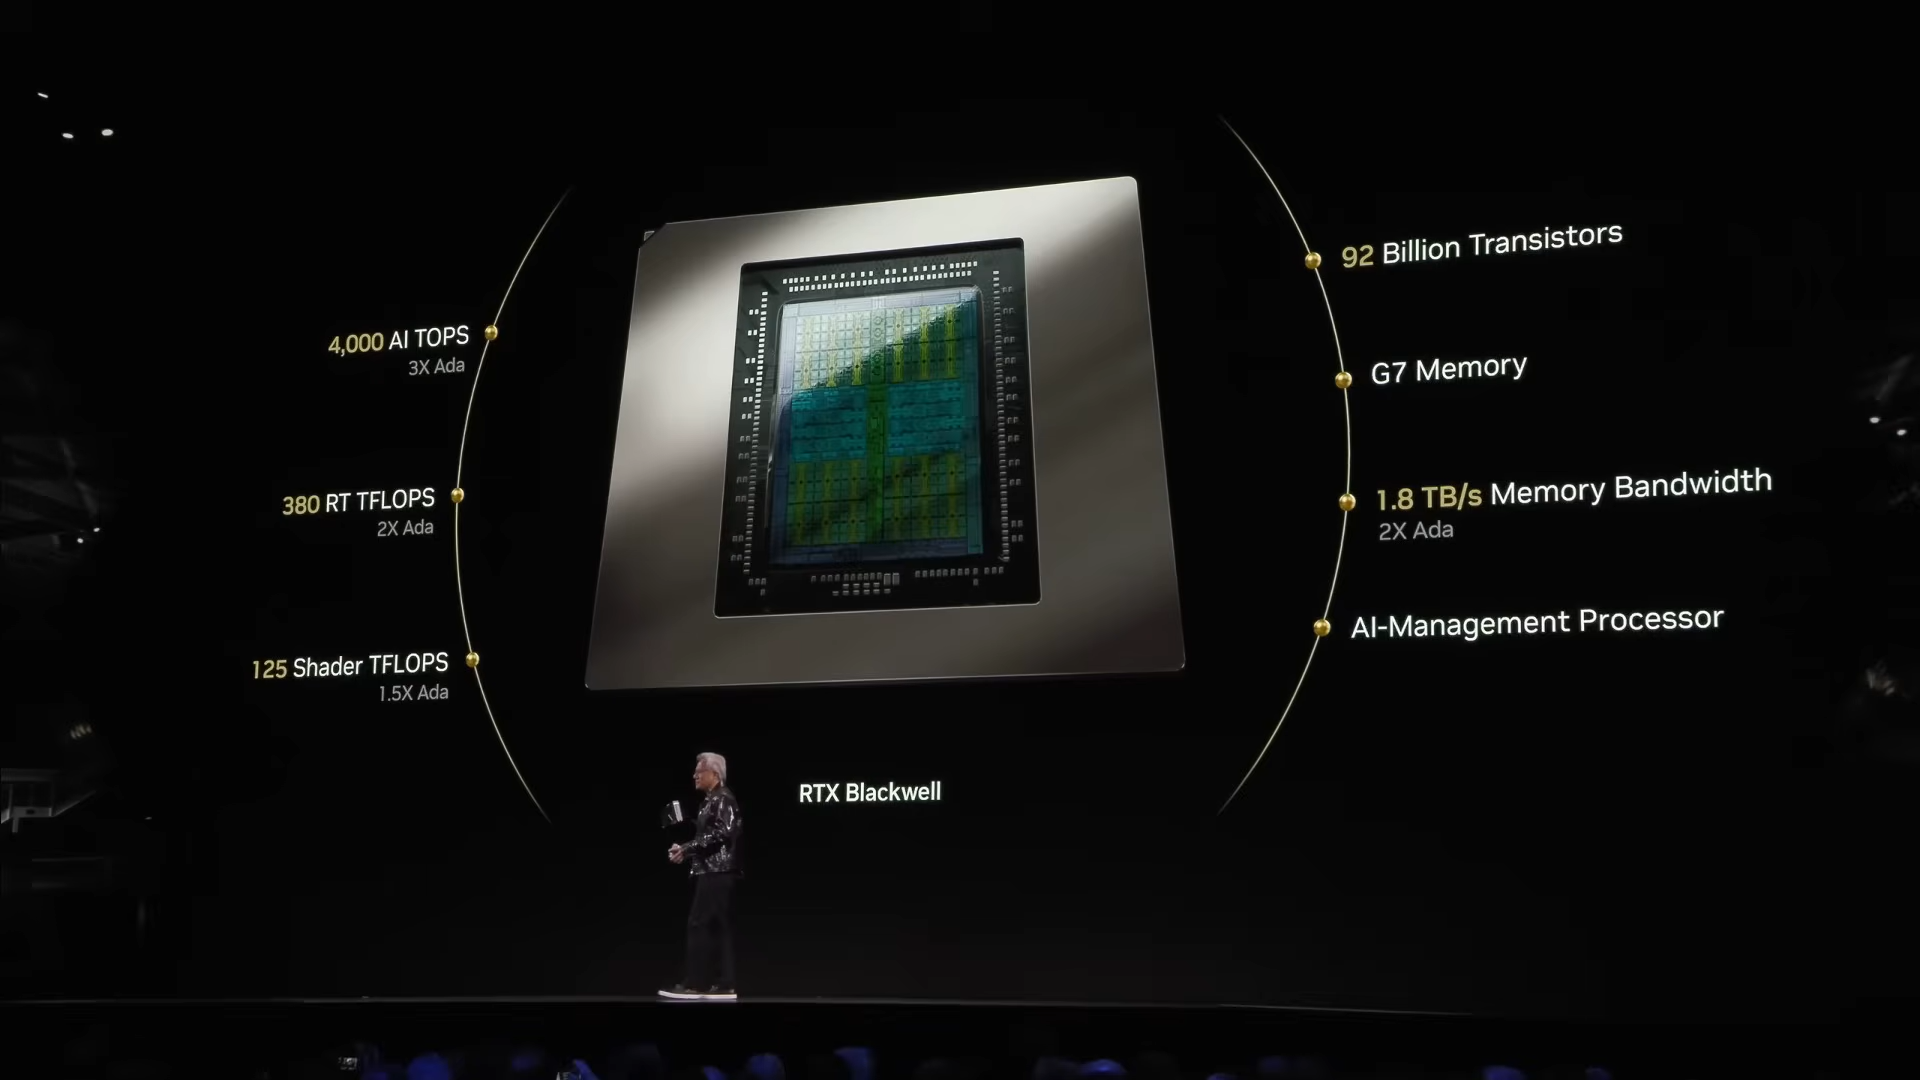 4,000 AI TOPS
3X Ada
380 RT TFLOPS
2X Ada
125 Shader TFLOPS
1.5X Ada
92 Billion Transistors
G7 Memory
1.8 TB/s Memory Bandwidth
2X Ada
AI-Management Processor
RTX Blackwell